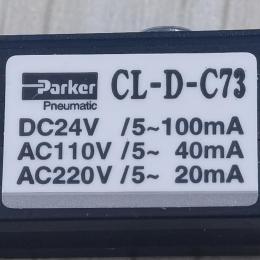 Parker CL-D-C73
Pneumatic
DC24V /5~100mA
AC110V /5~ 40mA
AC220V /5~ 20mA